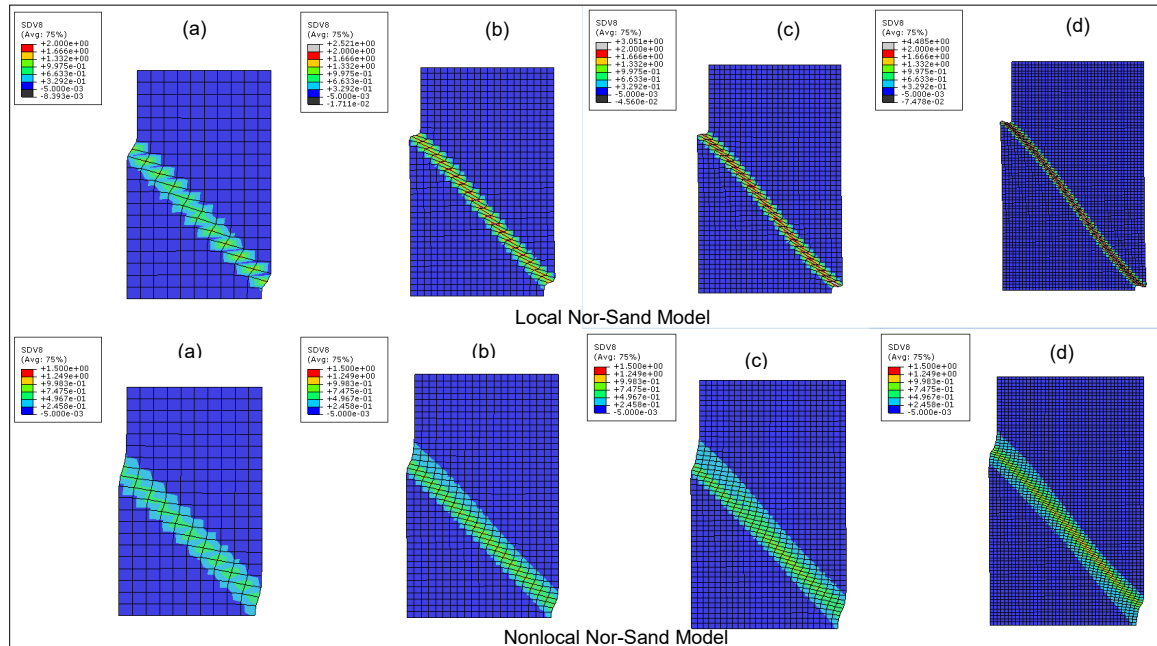 (a)
SDV8
(Avg: 75%)
+2.000e+00
+1.666e+00
+1.332e+00
+9.975e-01
+6.633e-01
+3.292e-01
-5.000e-03
-8.393e-03
(b)
SDV8
(Avg: 75%)
+2.521e+00
+2.000e+00
+1.666e+00
+1.332e+00
+9.975e-01
+6.633e-01
+3.292e-01
-5.000e-03
-1.711e-02
(c)
SDV8
(Avg: 75%)
+3.051e+00
+2.000e+00
+1.666e+00
+1.332e+00
+9.975e-01
+6.633e-01
+3.292e-01
-5.000e-03
-4.560e-02
(d)
SDV8
(Avg: 75%)
+4.485e+00
+2.000e+00
+1.666e+00
+1.332e+00
+9.975e-01
+6.633e-01
+3.292e-01
-5.000e-03
-7.478e-02
Local Nor-Sand Model
(a)
SDV8
(Avg: 75%)
+1.500e+00
+1.249e+00
+9.983e-01
+7.475e-01
+4.967e-01
+2.458e-01
-5.000e-03
(b)
SDV8
(Avg: 75%)
+1.500e+00
+1.249e+00
+9.983e-01
+7.475e-01
+4.967e-01
+2.458e-01
-5.000e-03
(c)
SDV8
(Avg: 75%)
+1.500e+00
+1.249e+00
+9.983e-01
+7.475e-01
+4.967e-01
+2.458e-01
-5.000e-03
(d)
SDV8
(Avg: 75%)
+1.500e+00
+1.249e+00
+9.983e-01
+7.475e-01
+4.967e-01
+2.458e-01
-5.000e-03
Nonlocal Nor-Sand Model